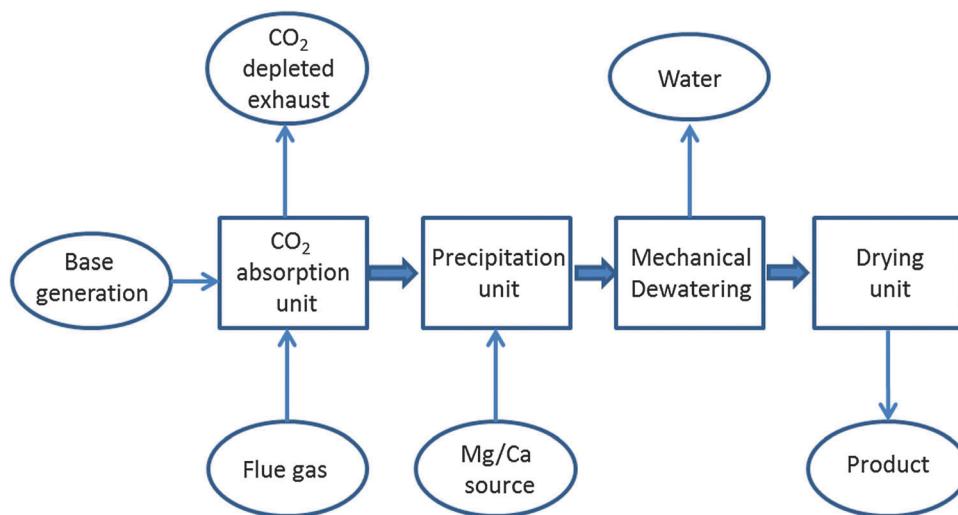 CO₂
depleted
exhaust
Water
Base
generation
CO₂
absorption
unit
Precipitation
unit
Mechanical
Dewatering
Drying
unit
Flue gas
Mg/Ca
source
Product